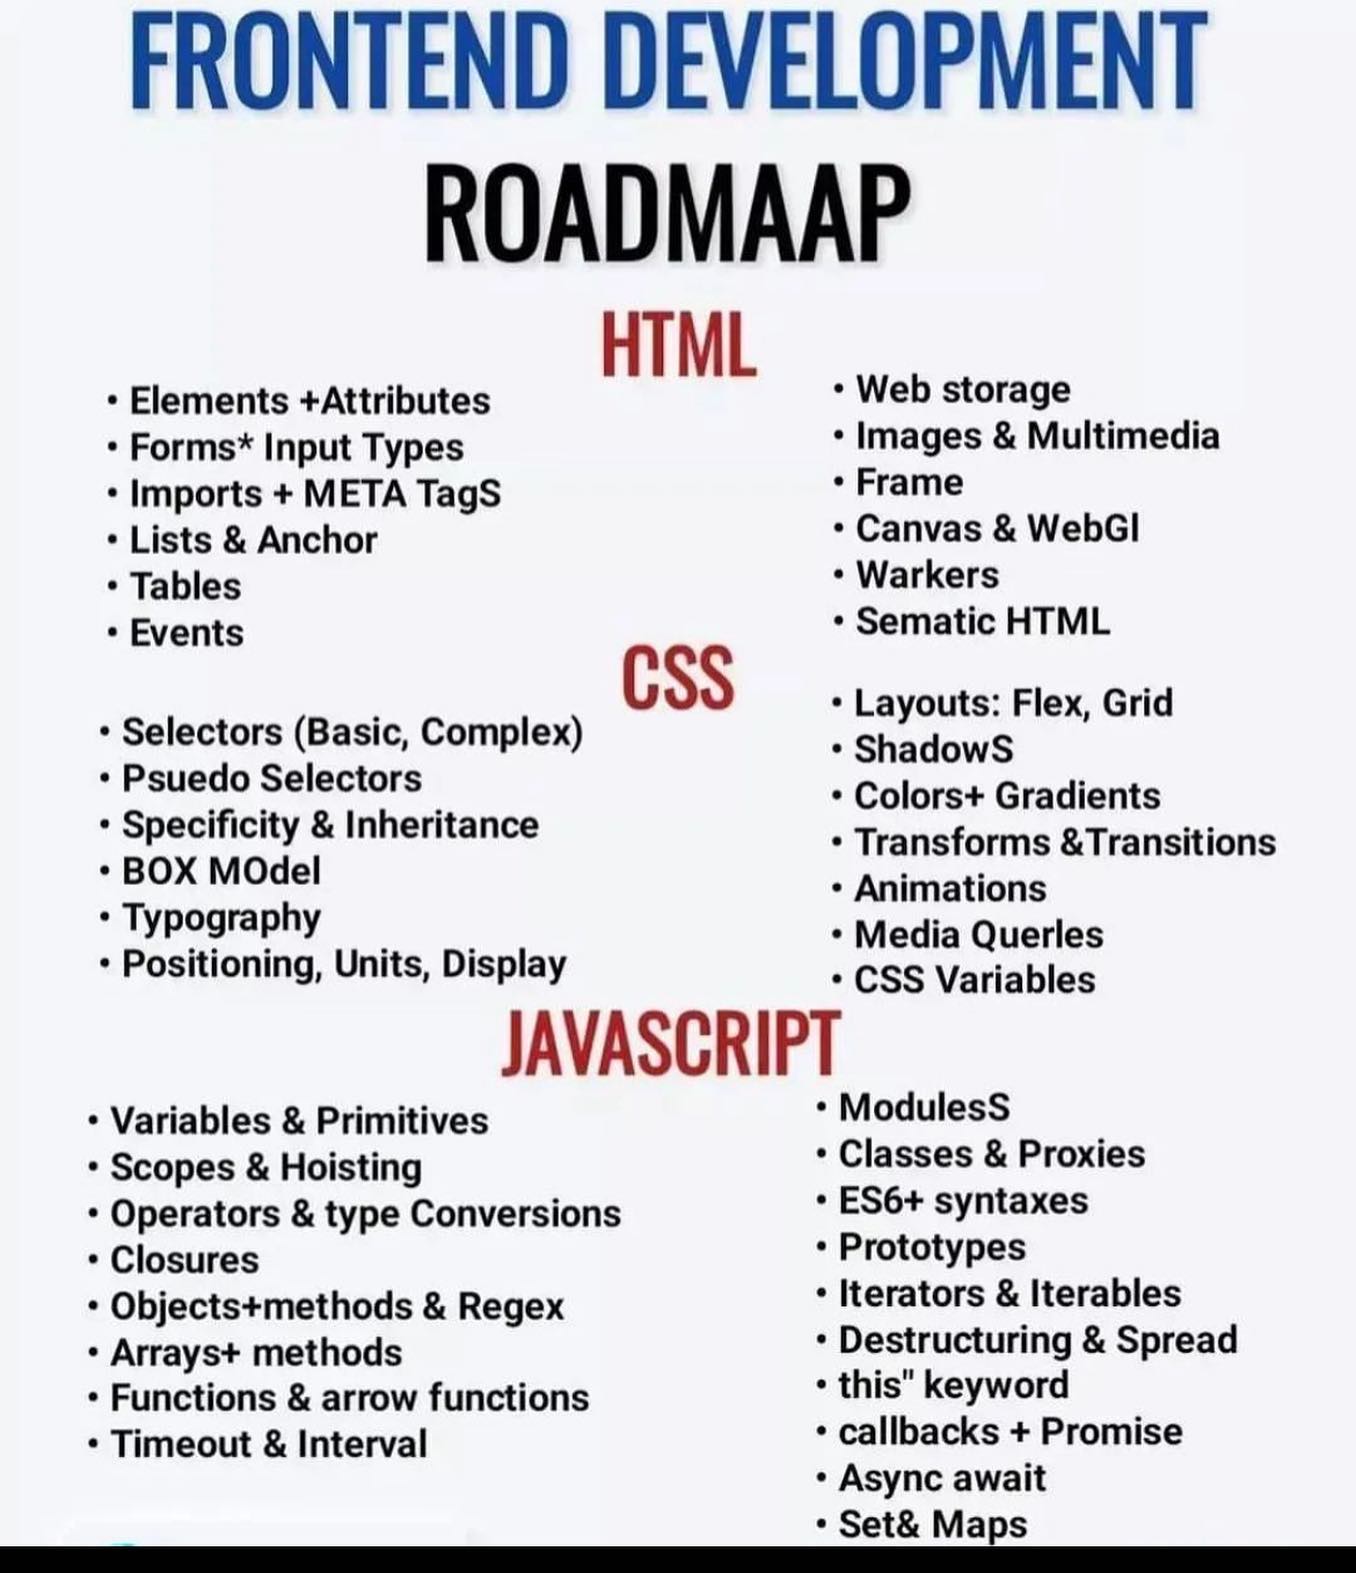 FRONTEND DEVELOPMENT
ROADMAAP
HTML
• Elements +Attributes
• Forms* Input Types
• Imports + META TagS
• Lists & Anchor
• Tables
• Events
• Web storage
• Images & Multimedia
• Frame
• Canvas & WebGl
• Warkers
• Sematic HTML
CSS
• Selectors (Basic, Complex)
• Psuedo Selectors
• Specificity & Inheritance
• BOX MOdel
• Typography
• Positioning, Units, Display
• Layouts: Flex, Grid
• ShadowS
• Colors+ Gradients
• Transforms &Transitions
• Animations
• Media Querles
• CSS Variables
JAVASCRIPT
• Variables & Primitives
• Scopes & Hoisting
• Operators & type Conversions
• Closures
• Objects+methods & Regex
• Arrays+ methods
• Functions & arrow functions
• Timeout & Interval
• ModulesS
• Classes & Proxies
• ES6+ syntaxes
• Prototypes
• Iterators & Iterables
• Destructuring & Spread
• this" keyword
• callbacks + Promise
• Async await
• Set& Maps